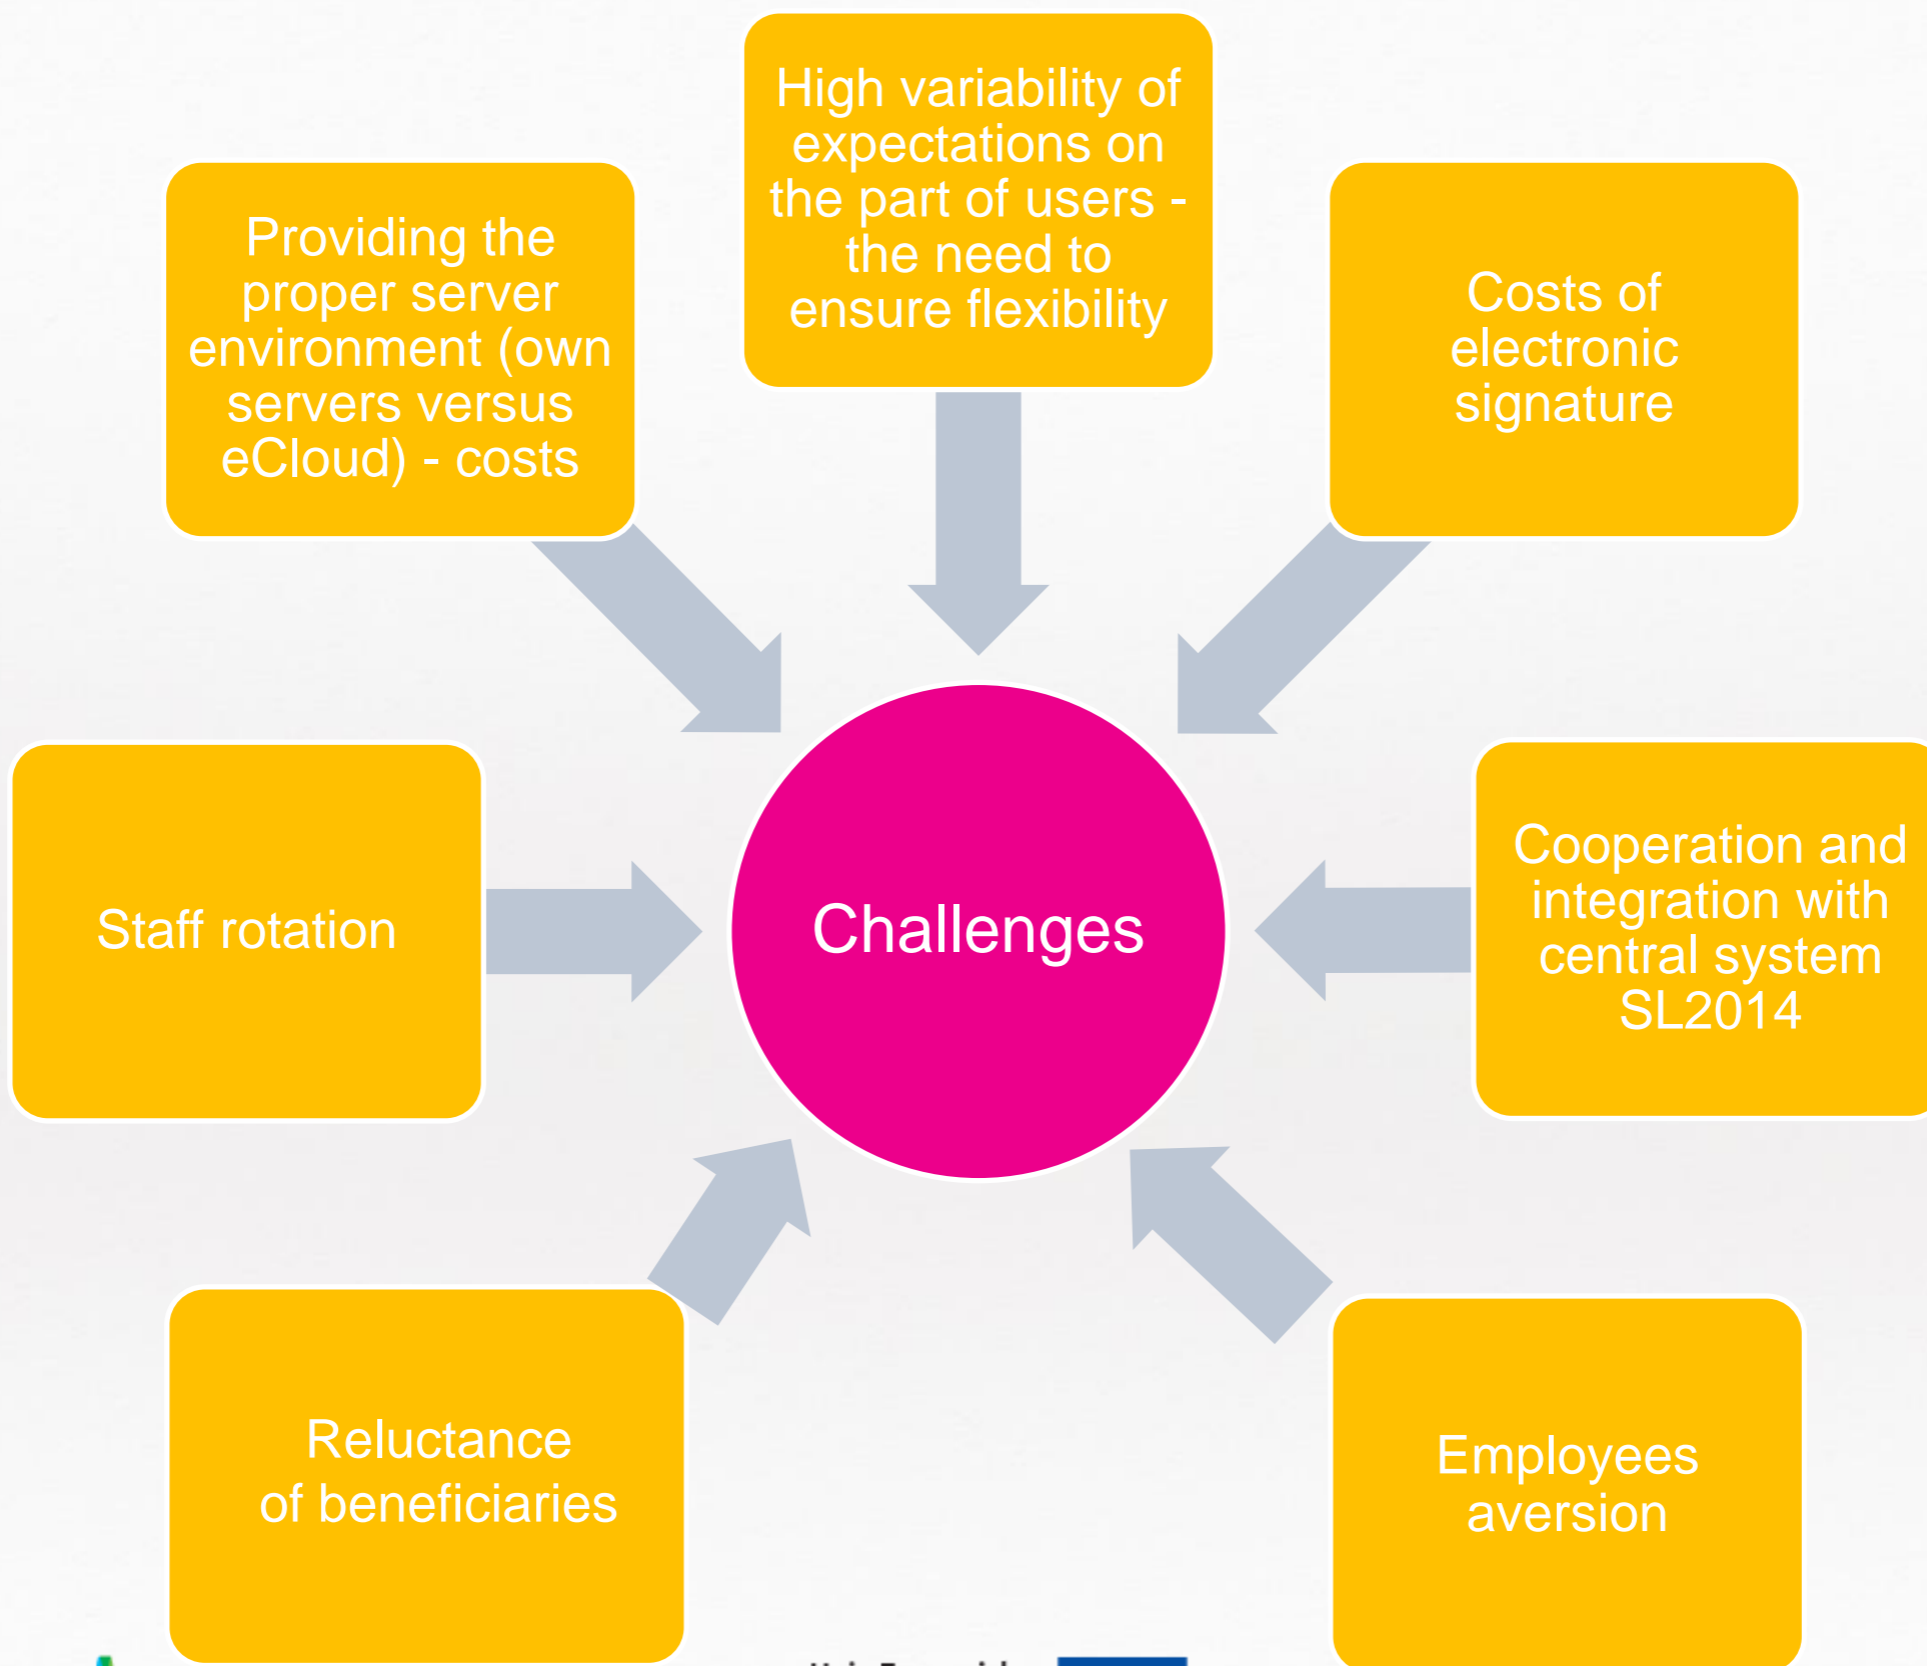 High variability of
expectations on
the part of users -
the need to
ensure flexibility
Providing the
proper server
environment (own
servers versus
eCloud) - costs
Costs of
electronic
signature
Staff rotation
Challenges
Cooperation and
integration with
central system
SL2014
Reluctance
of beneficiaries
Employees
aversion